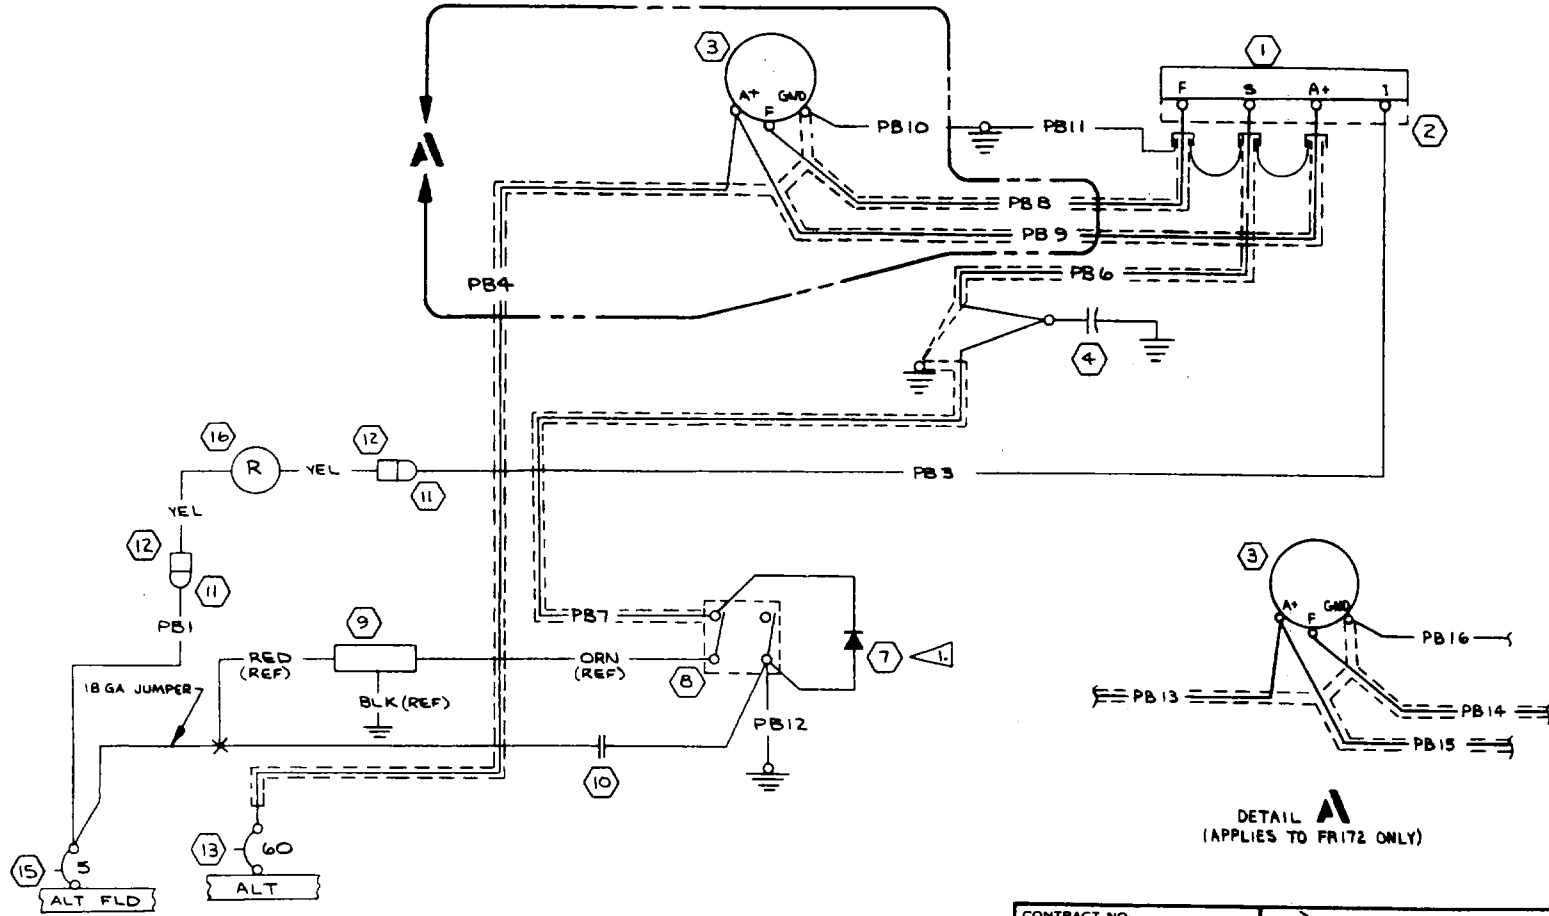 3
1
A+
F
GND
F
S
A+
1
2
PB10
PB11
A
PB8
PB9
PB4
PB6
4
16
12
R
YEL
PB3
11
YEL
12
11
PB1
9
PB7
3
A+
F
GND
PB16
RED
(REF)
ORN
(REF)
8
7
1.
18 GA JUMPER
BLK (REF)
PB12
PB13
PB14
PB15
10
DETAIL A
(APPLIES TO FR172 ONLY)
15
5
13
60
ALT FLD
ALT
CONTRACT NO.